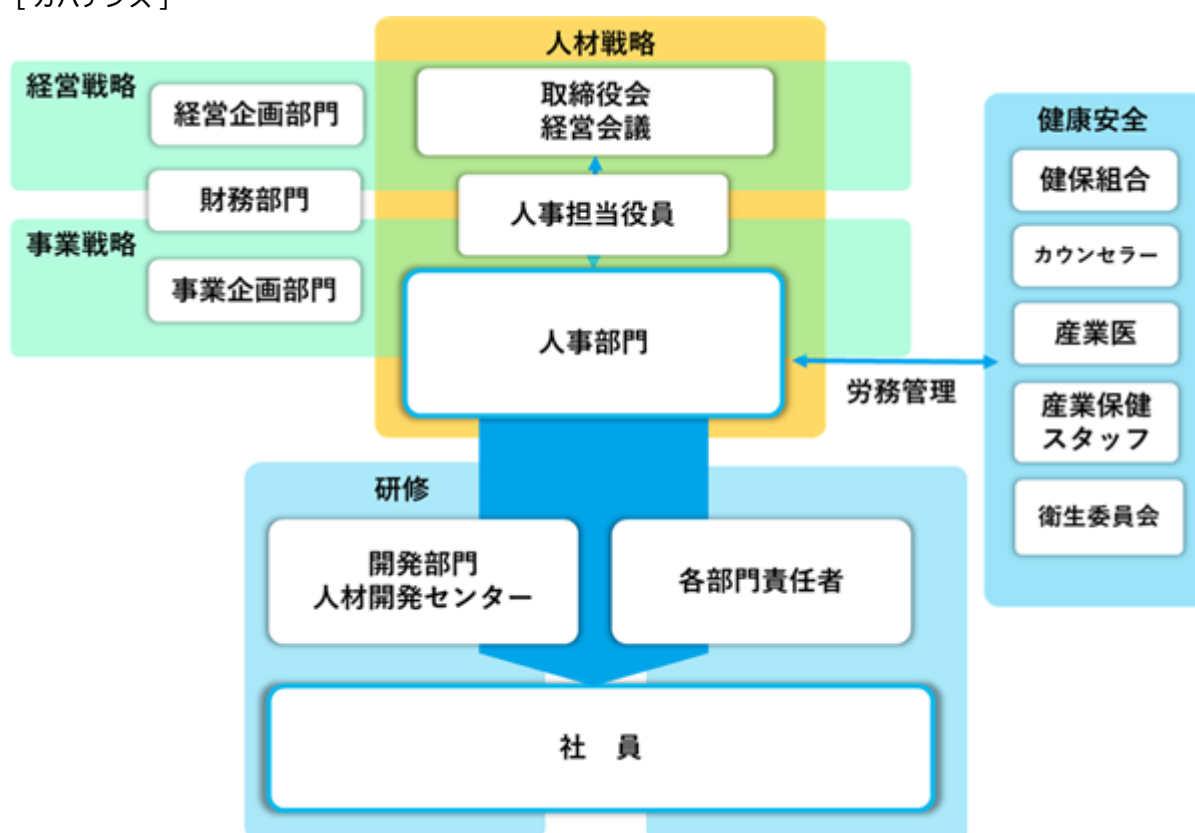 [ ガバナンス ]
人材戦略
経営戦略
経営企画部門
取締役会
経営会議
財務部門
人事担当役員
事業戦略
事業企画部門
人事部門
労務管理
健康安全
健保組合
カウンセラー
産業医
産業保健
スタッフ
衛生委員会
研修
開発部門
人材開発センター
各部門責任者
社 員